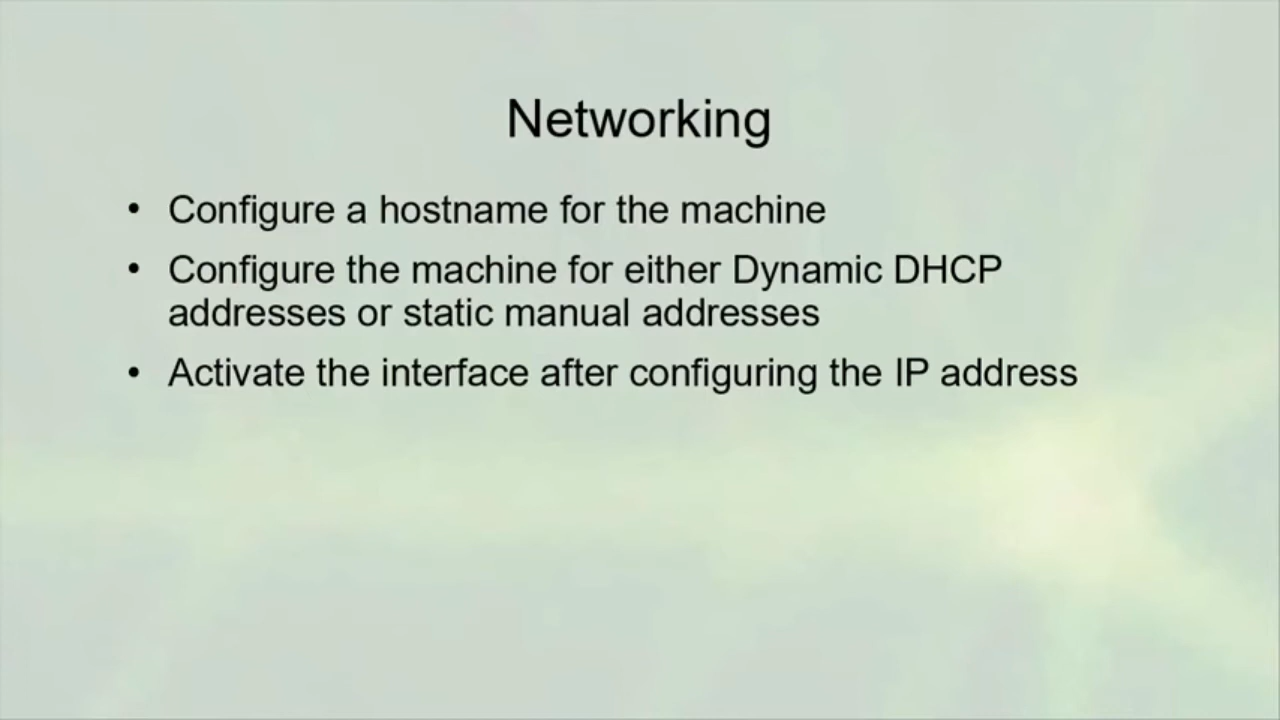 Networking
• Configure a hostname for the machine
• Configure the machine for either Dynamic DHCP
addresses or static manual addresses
• Activate the interface after configuring the IP address